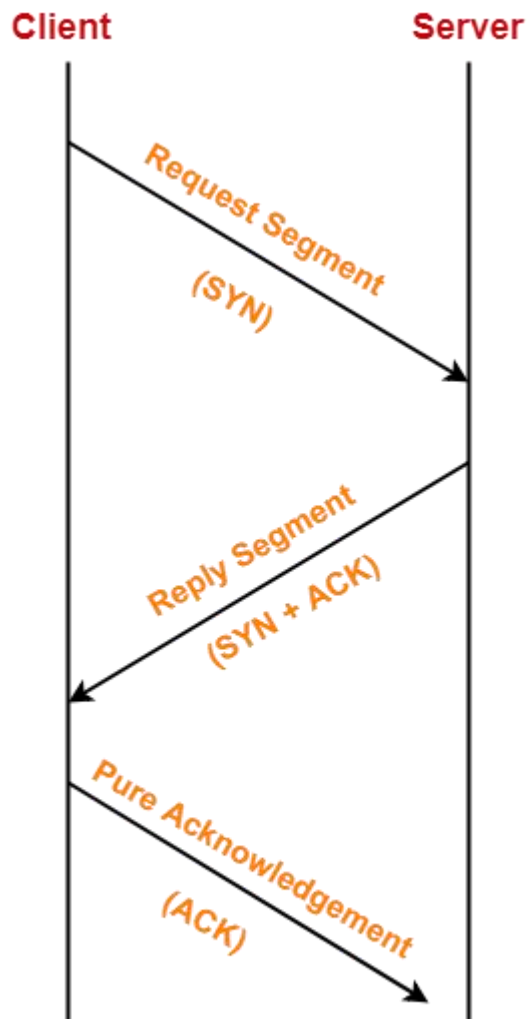 Client
Server
Request Segment
(SYN)
Reply Segment
(SYN + ACK)
Pure Acknowledgement
(ACK)